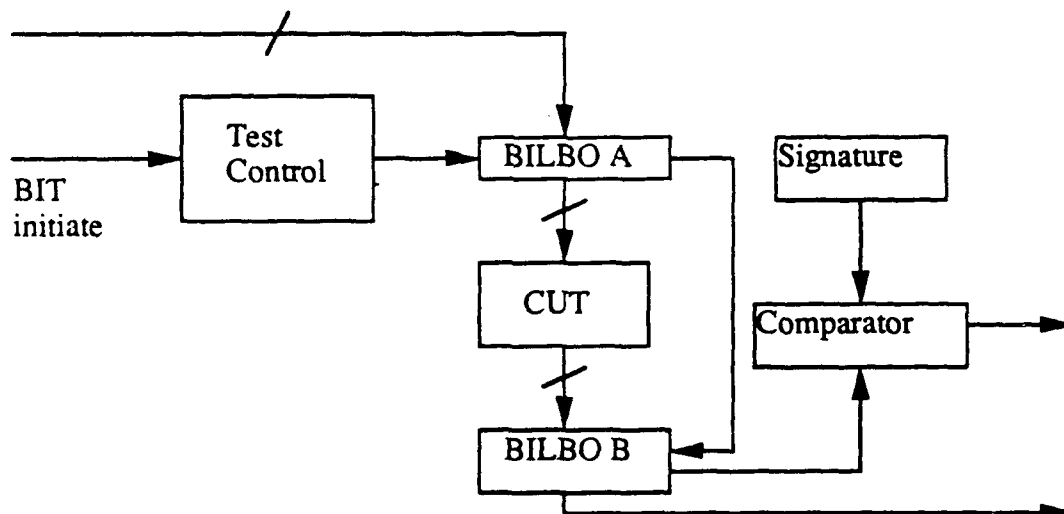 BIT
initiate
Test
Control
BILBO A
CUT
BILBO B
Signature
Comparator